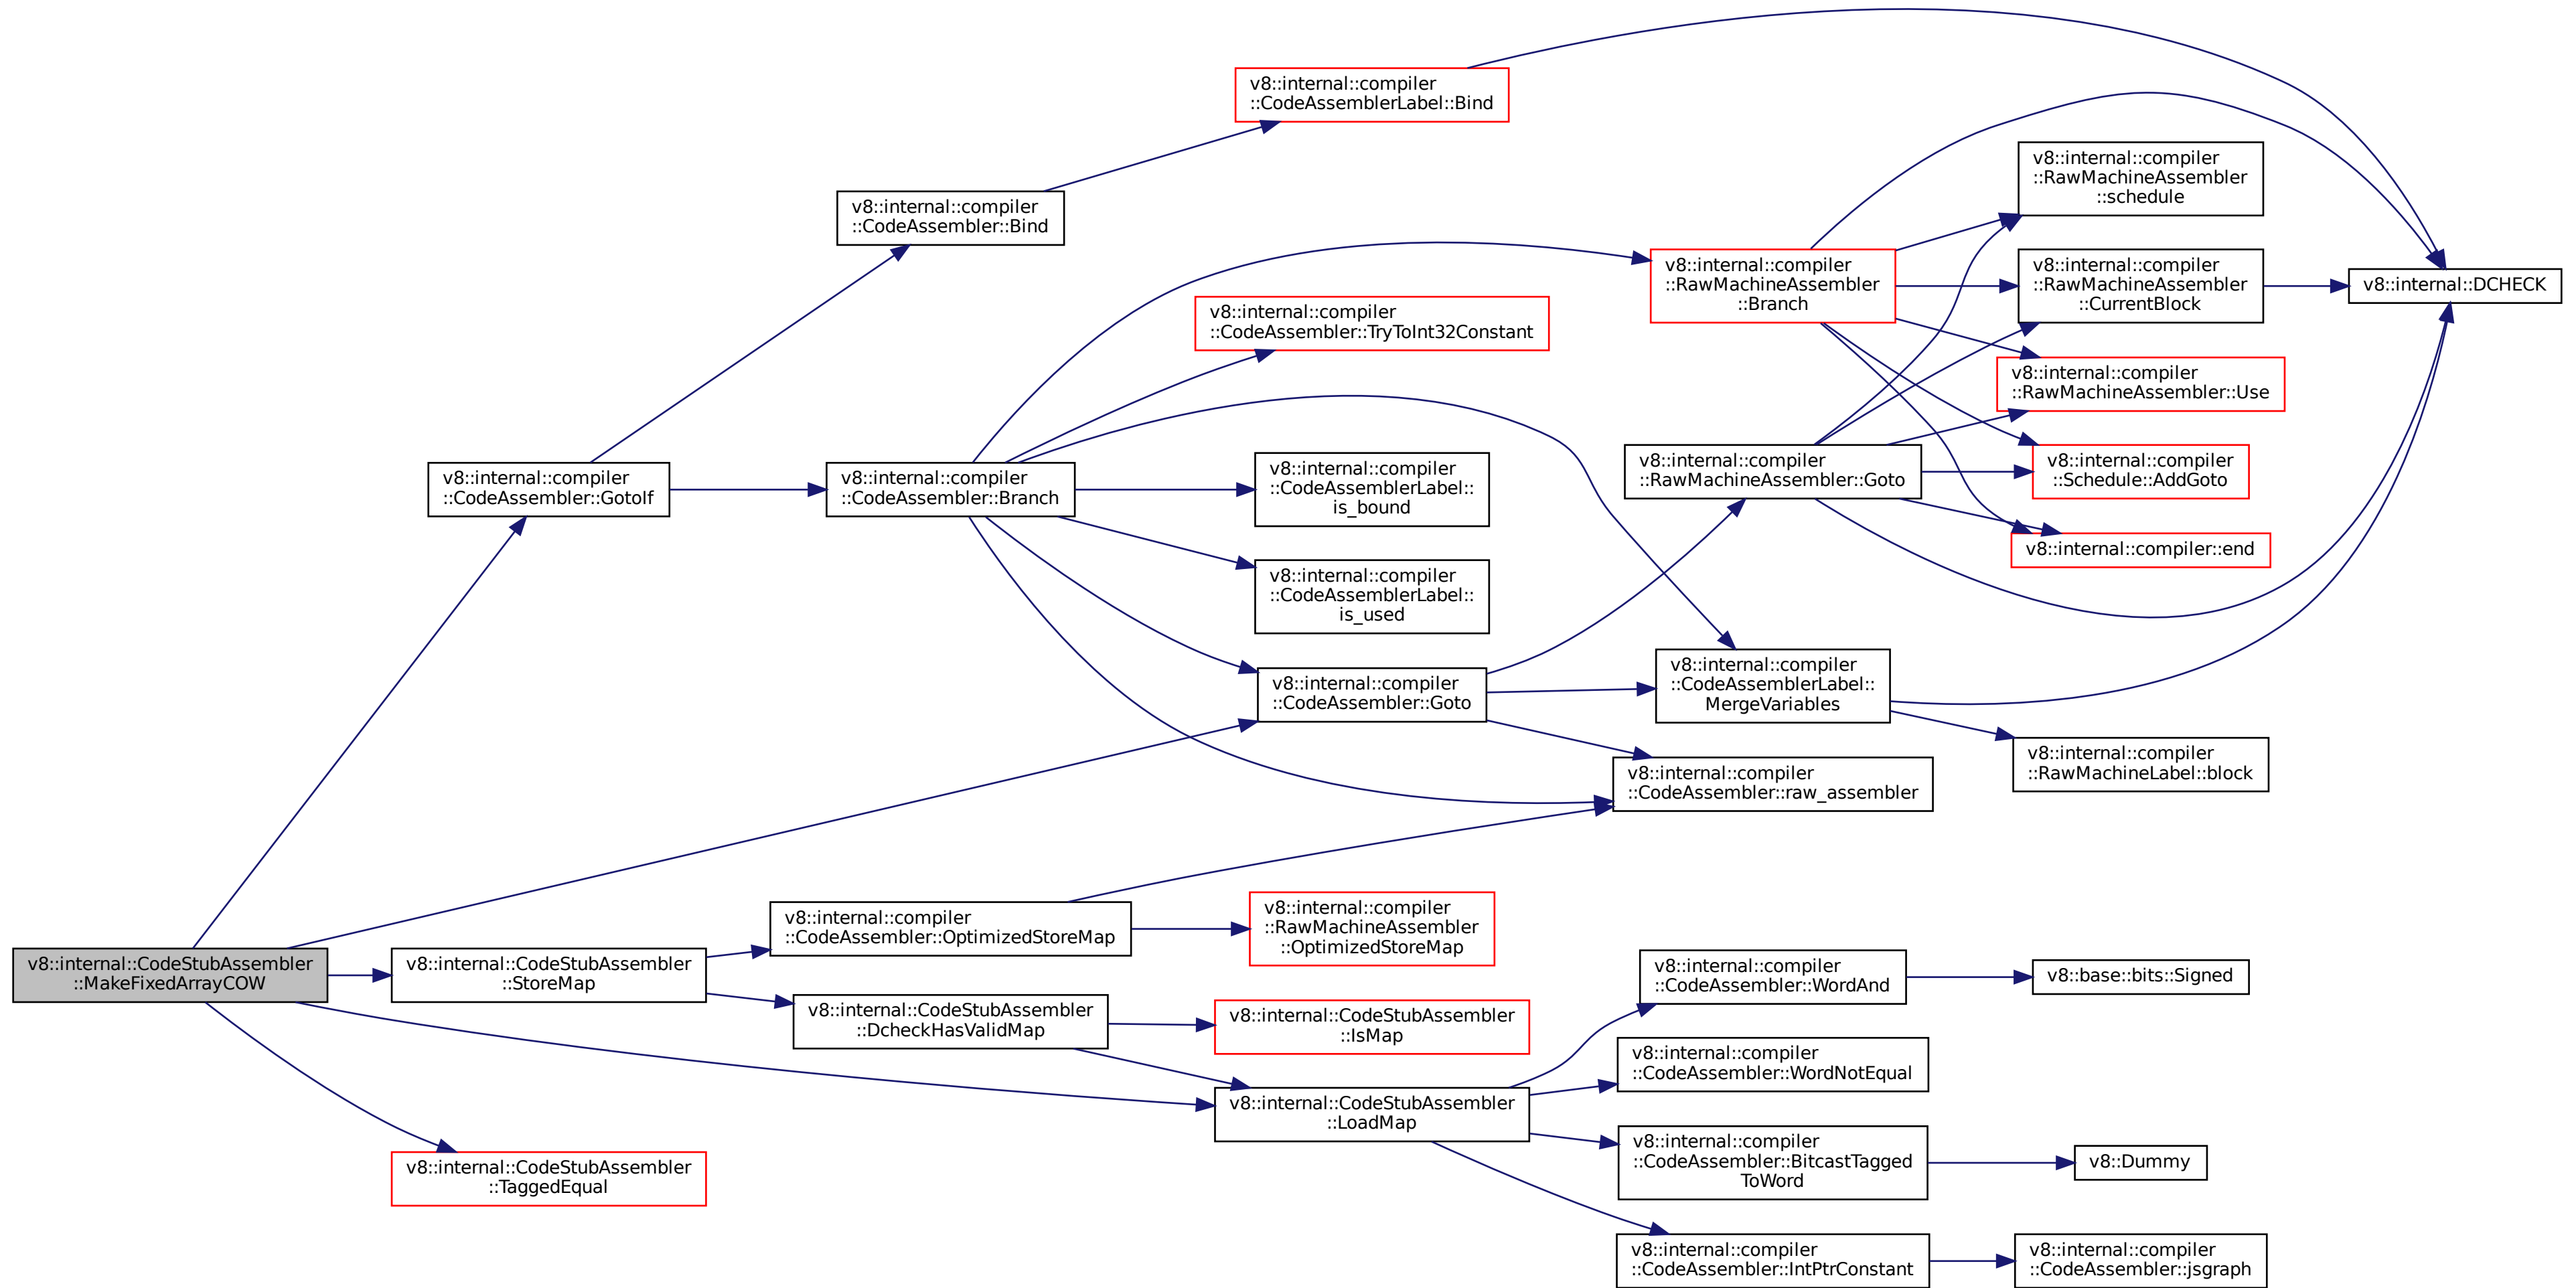 v8::internal::CodeStubAssembler
::MakeFixedArrayCOW
v8::internal::compiler
::CodeAssembler::GotoIf
v8::internal::compiler
::CodeAssembler::Bind
v8::internal::compiler
::CodeAssemblerLabel::Bind
v8::internal::DCHECK
v8::internal::compiler
::CodeAssembler::Branch
v8::internal::compiler
::CodeAssembler::TryToInt32Constant
v8::internal::compiler
::CodeAssemblerLabel::
is_bound
v8::internal::compiler
::CodeAssemblerLabel::
is_used
v8::internal::compiler
::CodeAssembler::Goto
v8::internal::compiler
::RawMachineAssembler
::Branch
v8::internal::compiler
::RawMachineAssembler::Goto
v8::internal::compiler
::CodeAssemblerLabel::
MergeVariables
v8::internal::compiler
::CodeAssembler::raw_assembler
v8::internal::compiler
::RawMachineAssembler
::schedule
v8::internal::compiler
::RawMachineAssembler
::CurrentBlock
v8::internal::compiler
::RawMachineAssembler::Use
v8::internal::compiler
::Schedule::AddGoto
v8::internal::compiler::end
v8::internal::compiler
::RawMachineLabel::block
v8::internal::CodeStubAssembler
::StoreMap
v8::internal::compiler
::CodeAssembler::OptimizedStoreMap
v8::internal::compiler
::RawMachineAssembler
::OptimizedStoreMap
v8::internal::CodeStubAssembler
::DcheckHasValidMap
v8::internal::CodeStubAssembler
::IsMap
v8::internal::CodeStubAssembler
::LoadMap
v8::internal::compiler
::CodeAssembler::WordAnd
v8::base::bits::Signed
v8::internal::compiler
::CodeAssembler::WordNotEqual
v8::internal::compiler
::CodeAssembler::BitcastTagged
ToWord
v8::Dummy
v8::internal::compiler
::CodeAssembler::IntPtrConstant
v8::internal::compiler
::CodeAssembler::jsgraph
v8::internal::CodeStubAssembler
::TaggedEqual